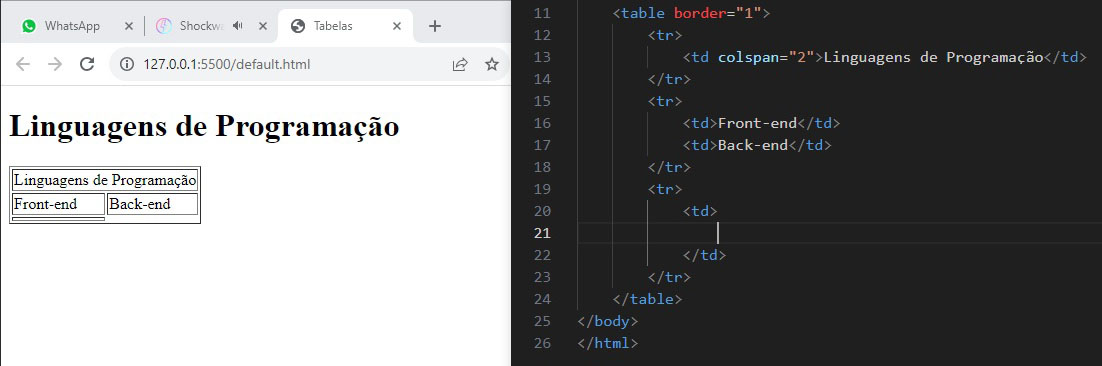 WhatsApp
Shockw
Tabelas
127.0.0.1:5500/default.html
Linguagens de Programação
Linguagens de Programação
Front-end Back-end
11 <table border="1">
12 <tr>
13 <td colspan="2">Linguagens de Programação</td>
14 </tr>
15 <tr>
16 <td>Front-end</td>
17 <td>Back-end</td>
18 </tr>
19 <tr>
20 <td>
21
22 </td>
23 </tr>
24 </table>
25 </body>
26 </html>